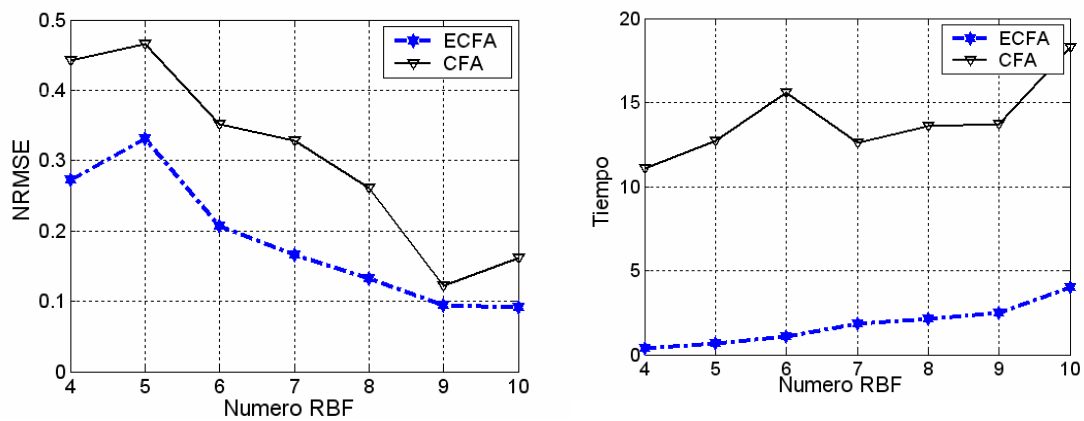 NRMSE
0.5
0.4
0.3
0.2
0.1
0
4 5 6 7 8 9 10
Numero RBF
ECFA
CFA
Tiempo
20
15
10
5
0
4 5 6 7 8 9 10
Numero RBF
ECFA
CFA